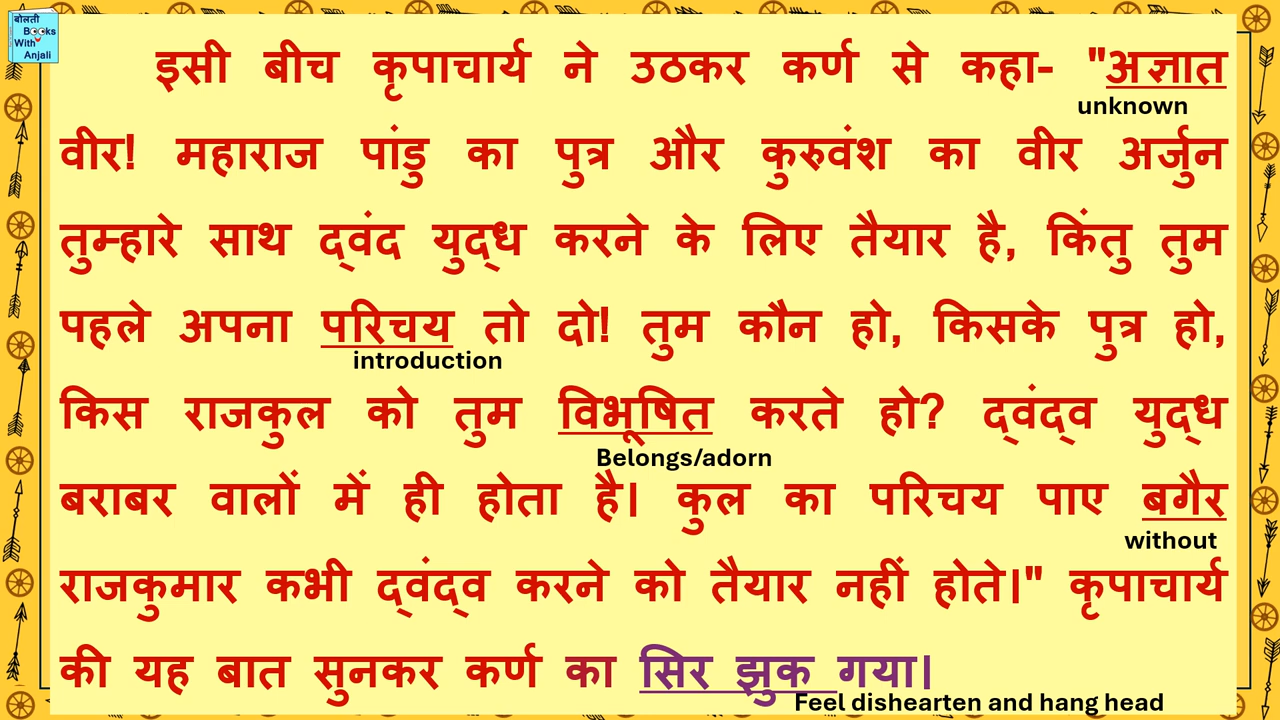 बोलती
Books
With
Anjali
इसी बीच कृपाचार्य ने उठकर कर्ण से कहा- "अज्ञात
unknown
वीर! महाराज पांडु का पुत्र और कुरुवंश का वीर अर्जुन
तुम्हारे साथ द्वंद युद्ध करने के लिए तैयार है, किंतु तुम
पहले अपना परिचय तो दो! तुम कौन हो, किसके पुत्र हो,
introduction
किस राजकुल को तुम विभूषित करते हो? द्वंद्व युद्ध
Belongs/adorn
बराबर वालों में ही होता है। कुल का परिचय पाए बगैर
without
राजकुमार कभी द्वंद्व करने को तैयार नहीं होते।" कृपाचार्य
की यह बात सुनकर कर्ण का सिर झुक गया।
Feel dishearten and hang head